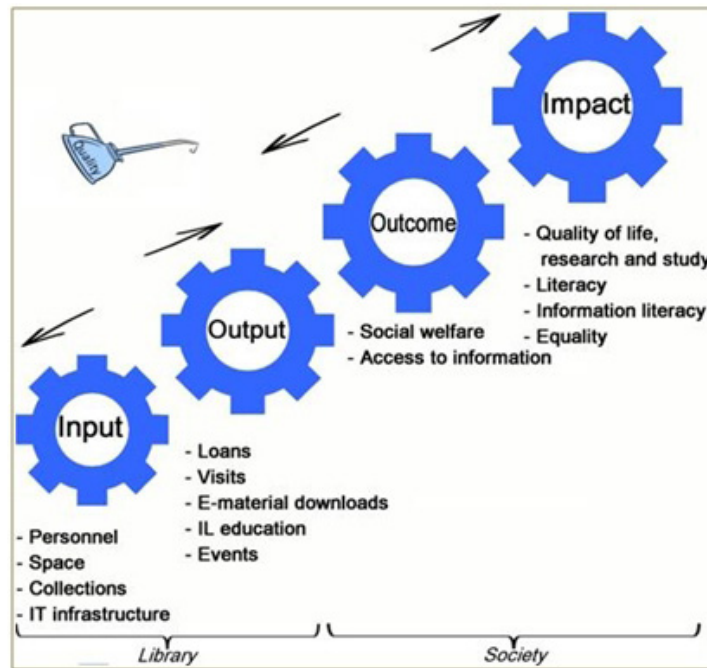 Impact
Quality
Outcome
- Quality of life,
research and study
- Literacy
- Information literacy
- Equality
Output
- Social welfare
- Access to information
Input
- Loans
- Visits
- E-material downloads
- IL education
- Events
- Personnel
- Space
- Collections
- IT infrastructure
Library
Society